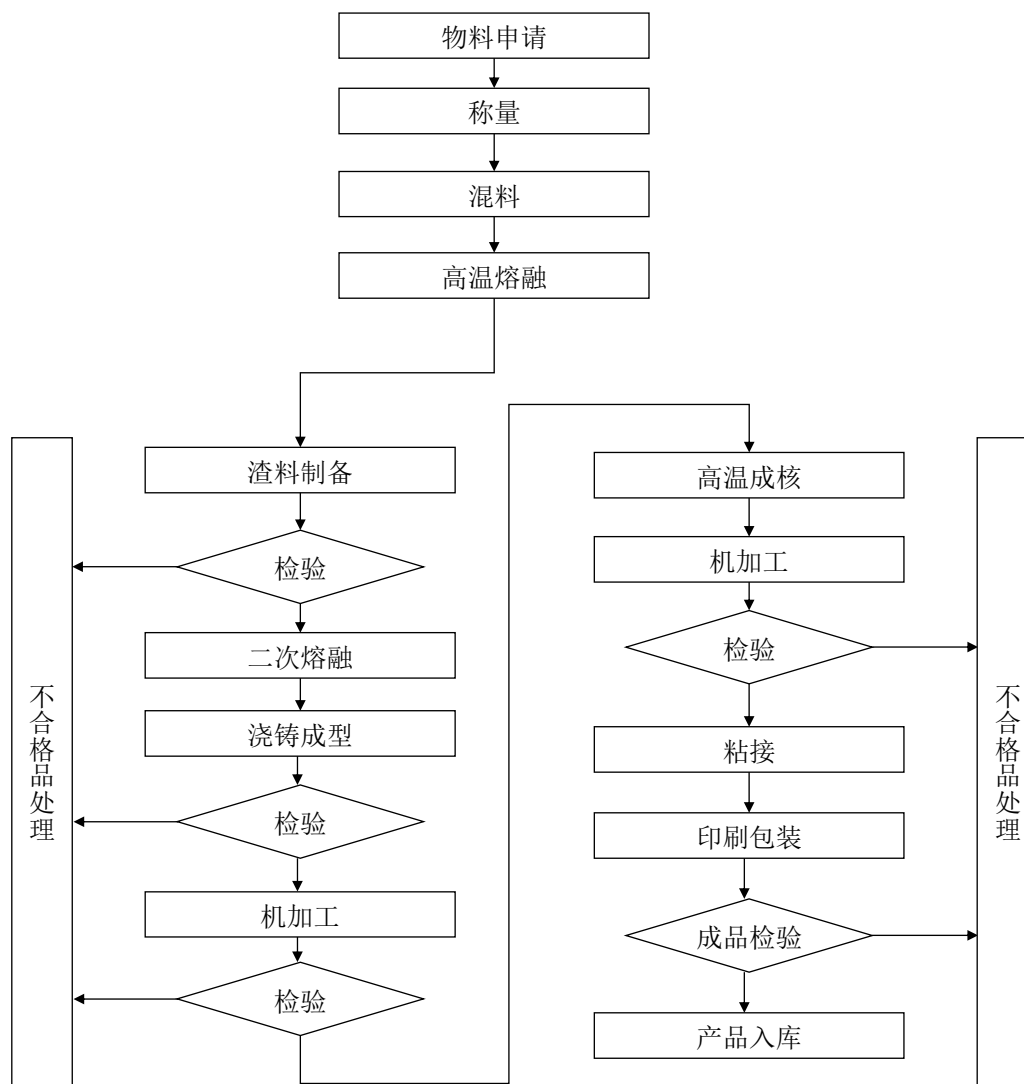 物料申请
称量
混料
高温熔融
渣料制备
检验
二次熔融
浇铸成型
检验
机加工
检验
不合格品处理
高温成核
机加工
检验
粘接
印刷包装
成品检验
产品入库
不合格品处理